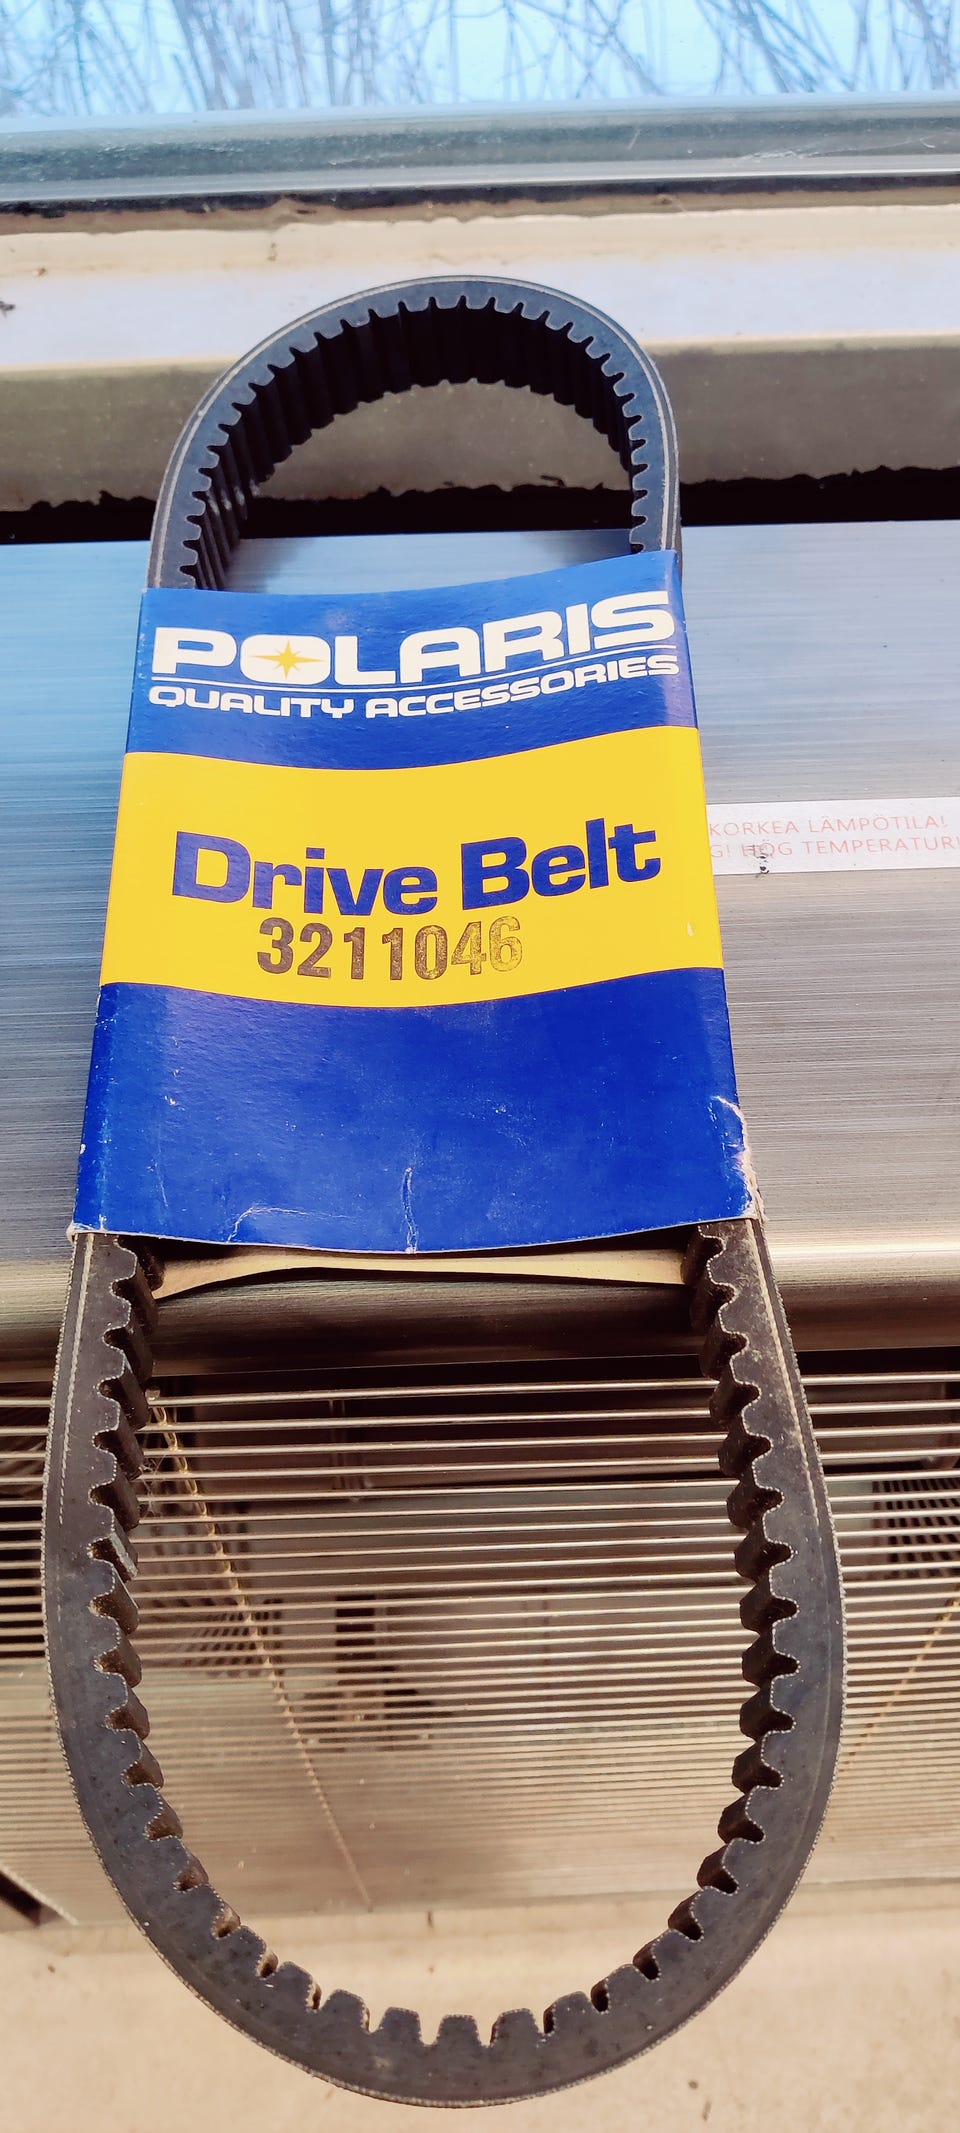 POLARIS
QUALITY ACCESSORIES
Drive Belt
3211046
KORKEA LÄMPÖTILA!
G! HÖG TEMPERATUR!